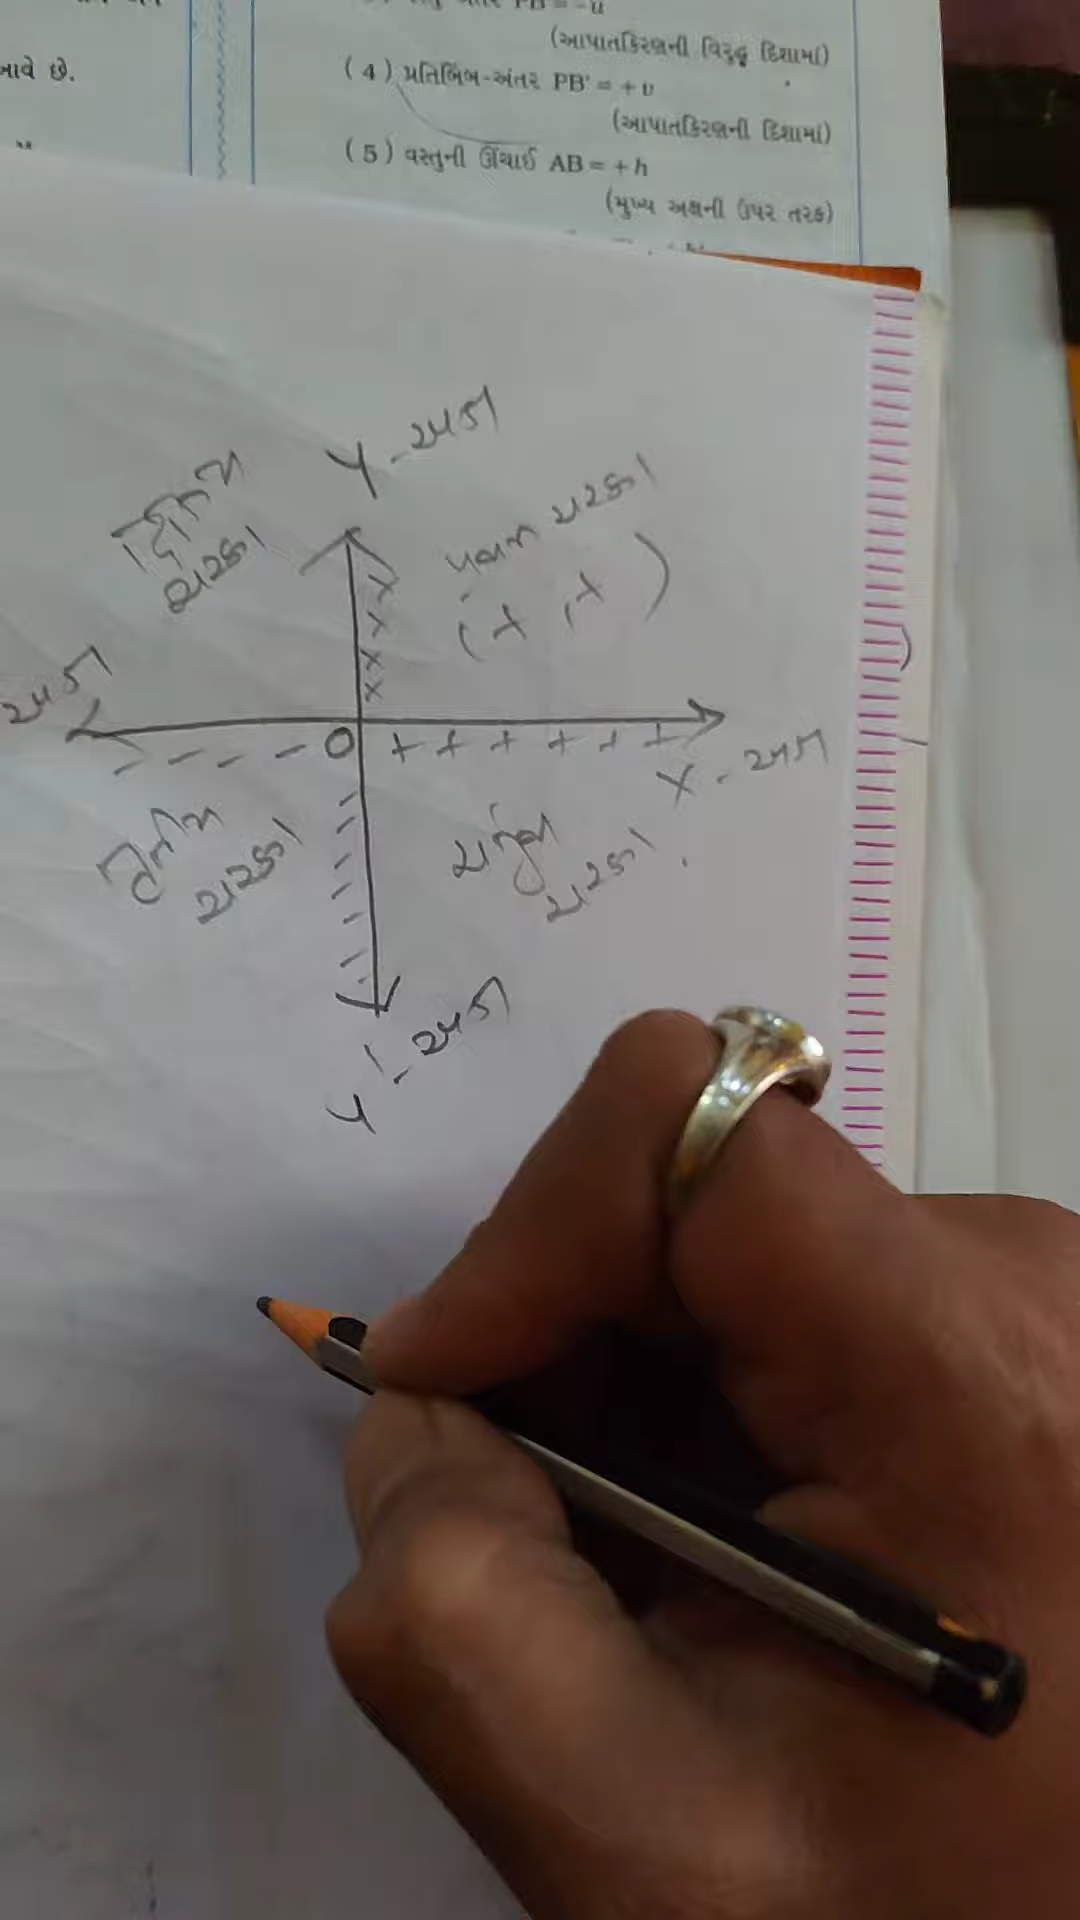 આવે છે.
(આપાતકિરણની વિરુદ્ધ દિશામાં)
(4) પ્રતિબિંબ-અંતર PB' = + υ
(આપાતકિરણની દિશામાં)
(5) વસ્તુની ઊંચાઈ AB = + h
(મુખ્ય અક્ષની ઉપર તરફ)
Y - અક્ષ
દ્વિતીય
ચરણ
પ્રથમ ચરણ
(+ , +)
અક્ષ
O + + + + + +
X - અક્ષ
તૃતીય
ચરણ
ચતુર્થ
ચરણ
Y' - અક્ષ